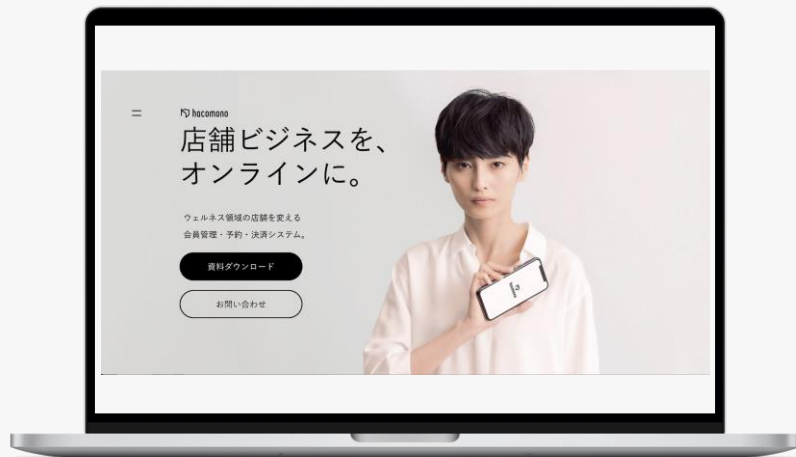 hacomono
店舗ビジネスを、
オンラインに。
ウェルネス領域の店舗を変える
会員管理・予約・決済システム。
資料ダウンロード
お問い合わせ
hacomono